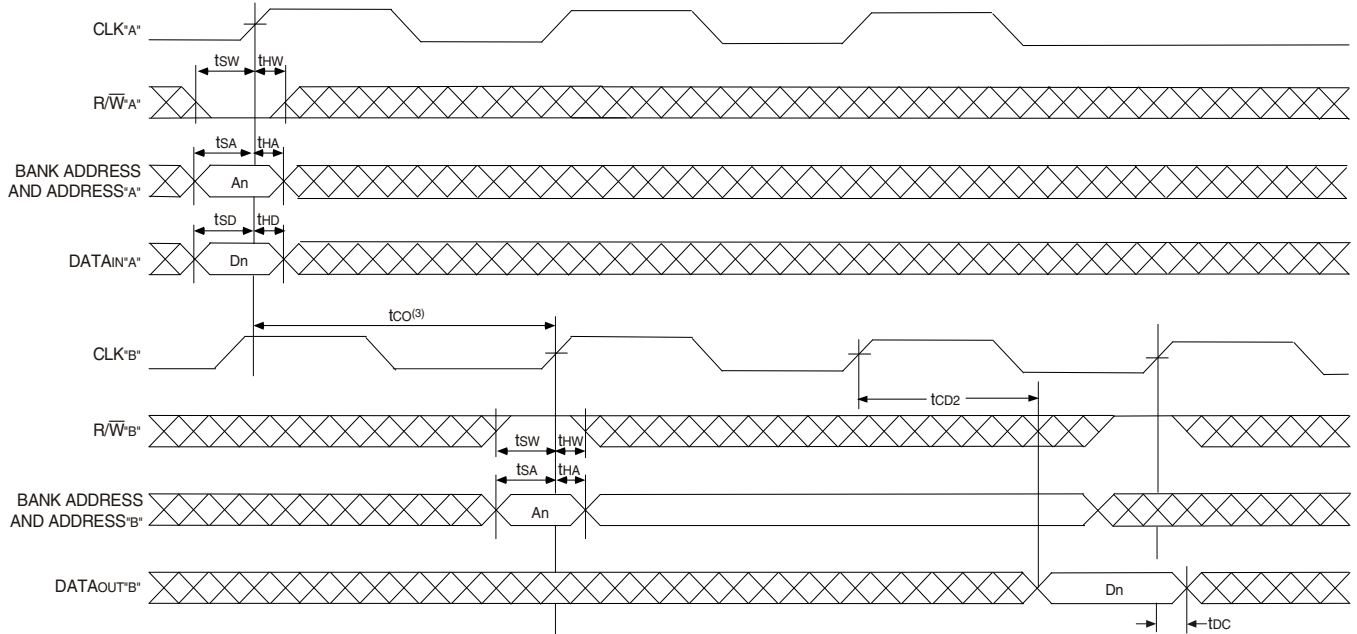 CLK"A"
tSW tHW
R/W̅"A"
tSA tHA
BANK ADDRESS
AND ADDRESS"A"
An
tSD tHD
DATAIN"A"
Dn
tCO(3)
CLK"B"
tCD2
R/W̅"B"
tSW tHW
tSA tHA
BANK ADDRESS
AND ADDRESS"B"
An
DATAOUT"B"
Dn
tDC